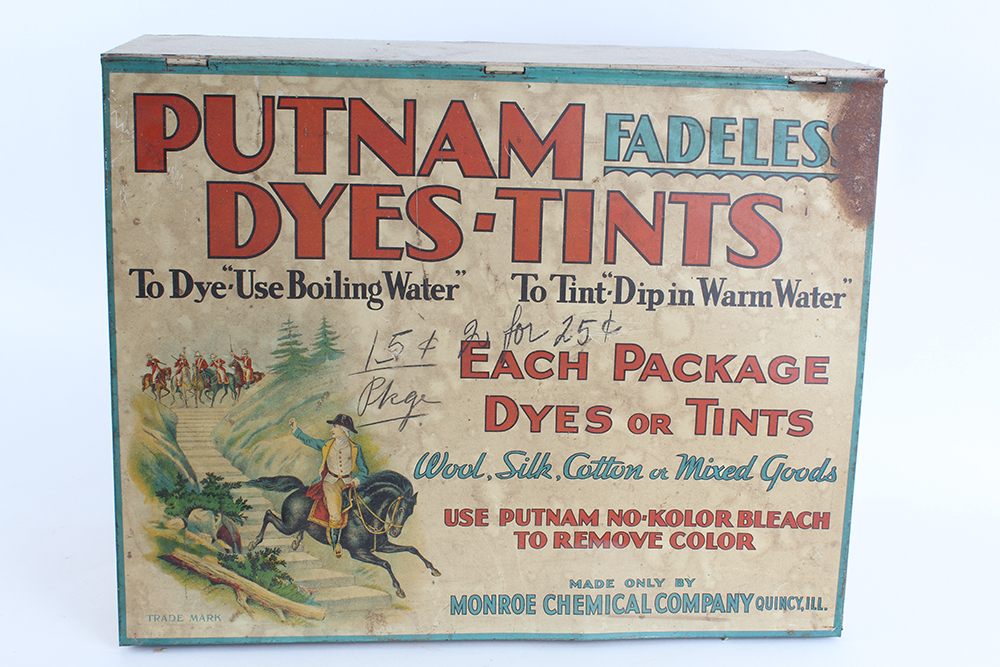 PUTNAM FADELESS
DYES·TINTS
To Dye-"Use Boiling Water" To Tint-"Dip in Warm Water"
15¢ 2 for 25¢
Pkge
EACH PACKAGE
DYES OR TINTS
Wool, Silk, Cotton or Mixed Goods
USE PUTNAM NO-KOLOR BLEACH
TO REMOVE COLOR
MADE ONLY BY
MONROE CHEMICAL COMPANY QUINCY, ILL.
TRADE MARK